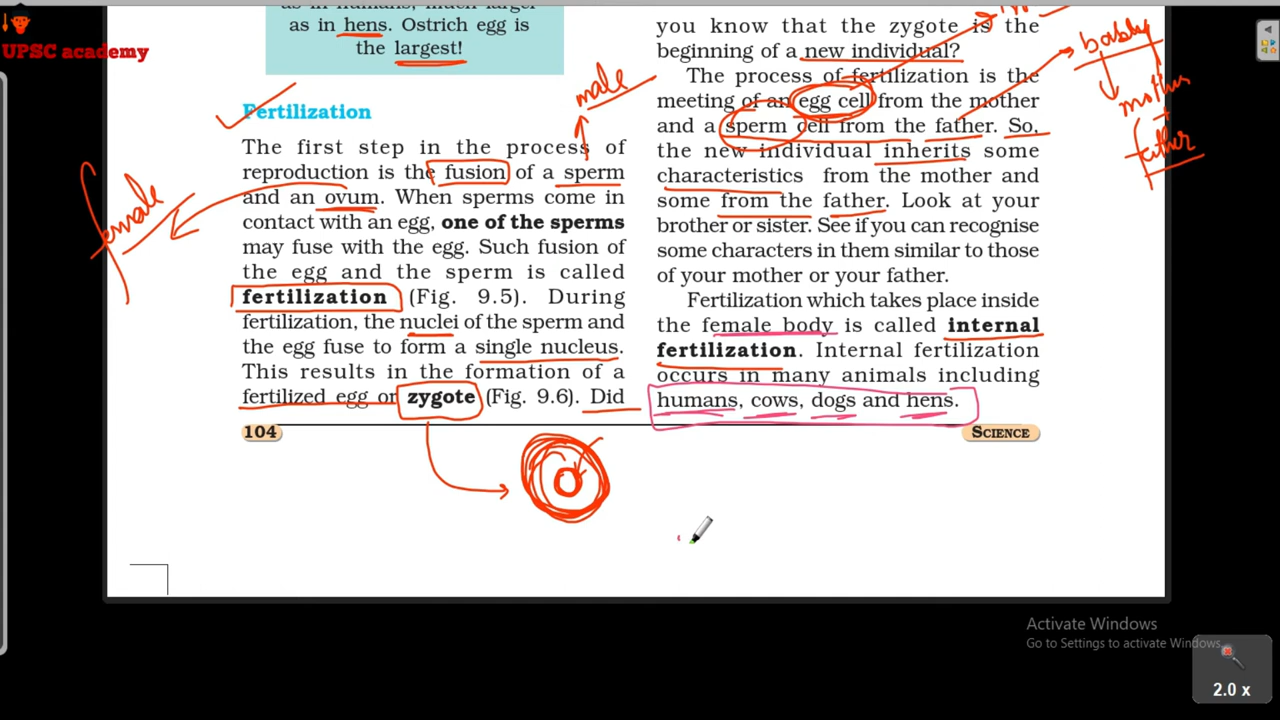 as in humans, much larger
as in hens. Ostrich egg is
the largest!
UPSC academy
Fertilization
The first step in the process of
reproduction is the fusion of a sperm
and an ovum. When sperms come in
contact with an egg, one of the sperms
may fuse with the egg. Such fusion of
the egg and the sperm is called
fertilization (Fig. 9.5). During
fertilization, the nuclei of the sperm and
the egg fuse to form a single nucleus.
This results in the formation of a
fertilized egg or zygote (Fig. 9.6). Did
104
male
female
you know that the zygote is the
beginning of a new individual?
The process of fertilization is the
meeting of an egg cell from the mother
and a sperm cell from the father. So,
the new individual inherits some
characteristics from the mother and
some from the father. Look at your
brother or sister. See if you can recognise
some characters in them similar to those
of your mother or your father.
Fertilization which takes place inside
the female body is called internal
fertilization. Internal fertilization
occurs in many animals including
humans, cows, dogs and hens.
SCIENCE
mother
+
father
Activate Windows
Go to Settings to activate Windows.
2.0 x